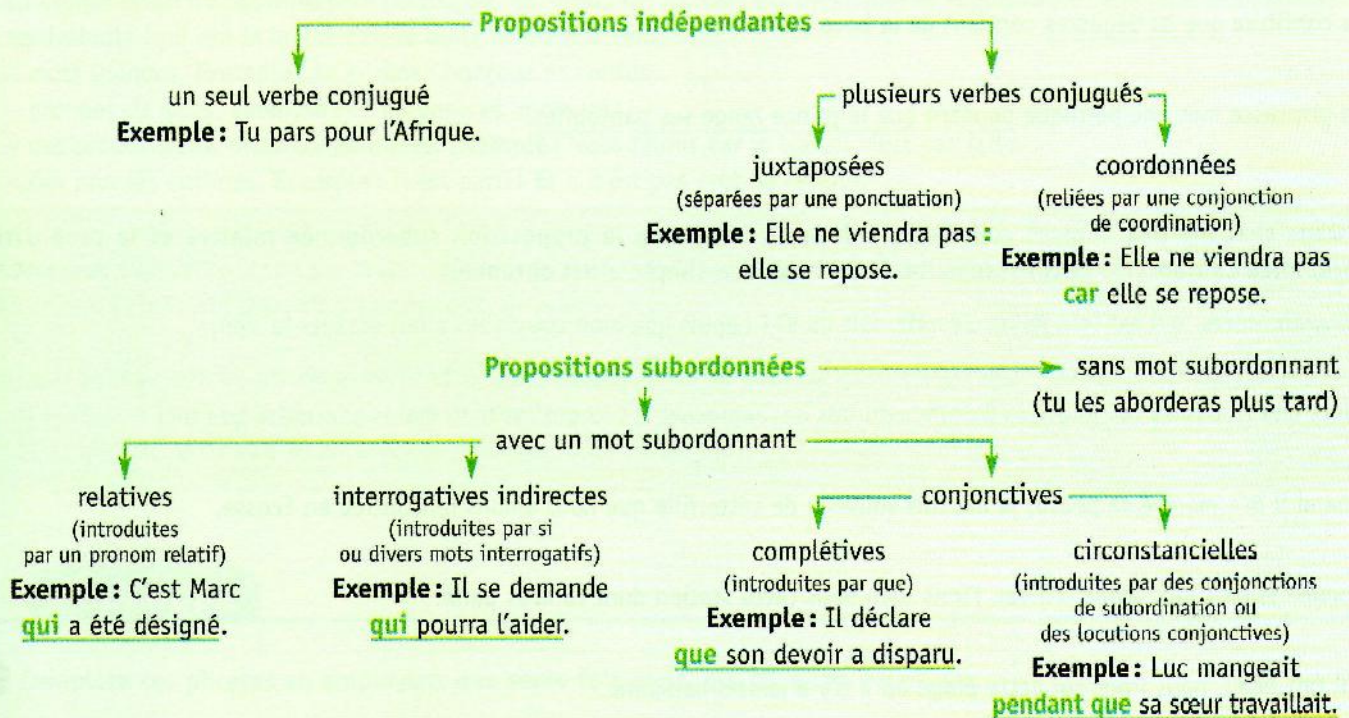 Propositions indépendantes
un seul verbe conjugué
Exemple : Tu pars pour l'Afrique.
plusieurs verbes conjugués
juxtaposées
(séparées par une ponctuation)
Exemple : Elle ne viendra pas :
elle se repose.
coordonnées
(reliées par une conjonction
de coordination)
Exemple : Elle ne viendra pas
car elle se repose.
Propositions subordonnées
sans mot subordonnant
(tu les aborderas plus tard)
avec un mot subordonnant
relatives
(introduites
par un pronom relatif)
Exemple : C'est Marc
qui a été désigné.
interrogatives indirectes
(introduites par si
ou divers mots interrogatifs)
Exemple : Il se demande
qui pourra l'aider.
conjonctives
complétives
(introduites par que)
Exemple : Il déclare
que son devoir a disparu.
circonstancielles
(introduites par des conjonctions
de subordination ou
des locutions conjonctives)
Exemple : Luc mangeait
pendant que sa sœur travaillait.